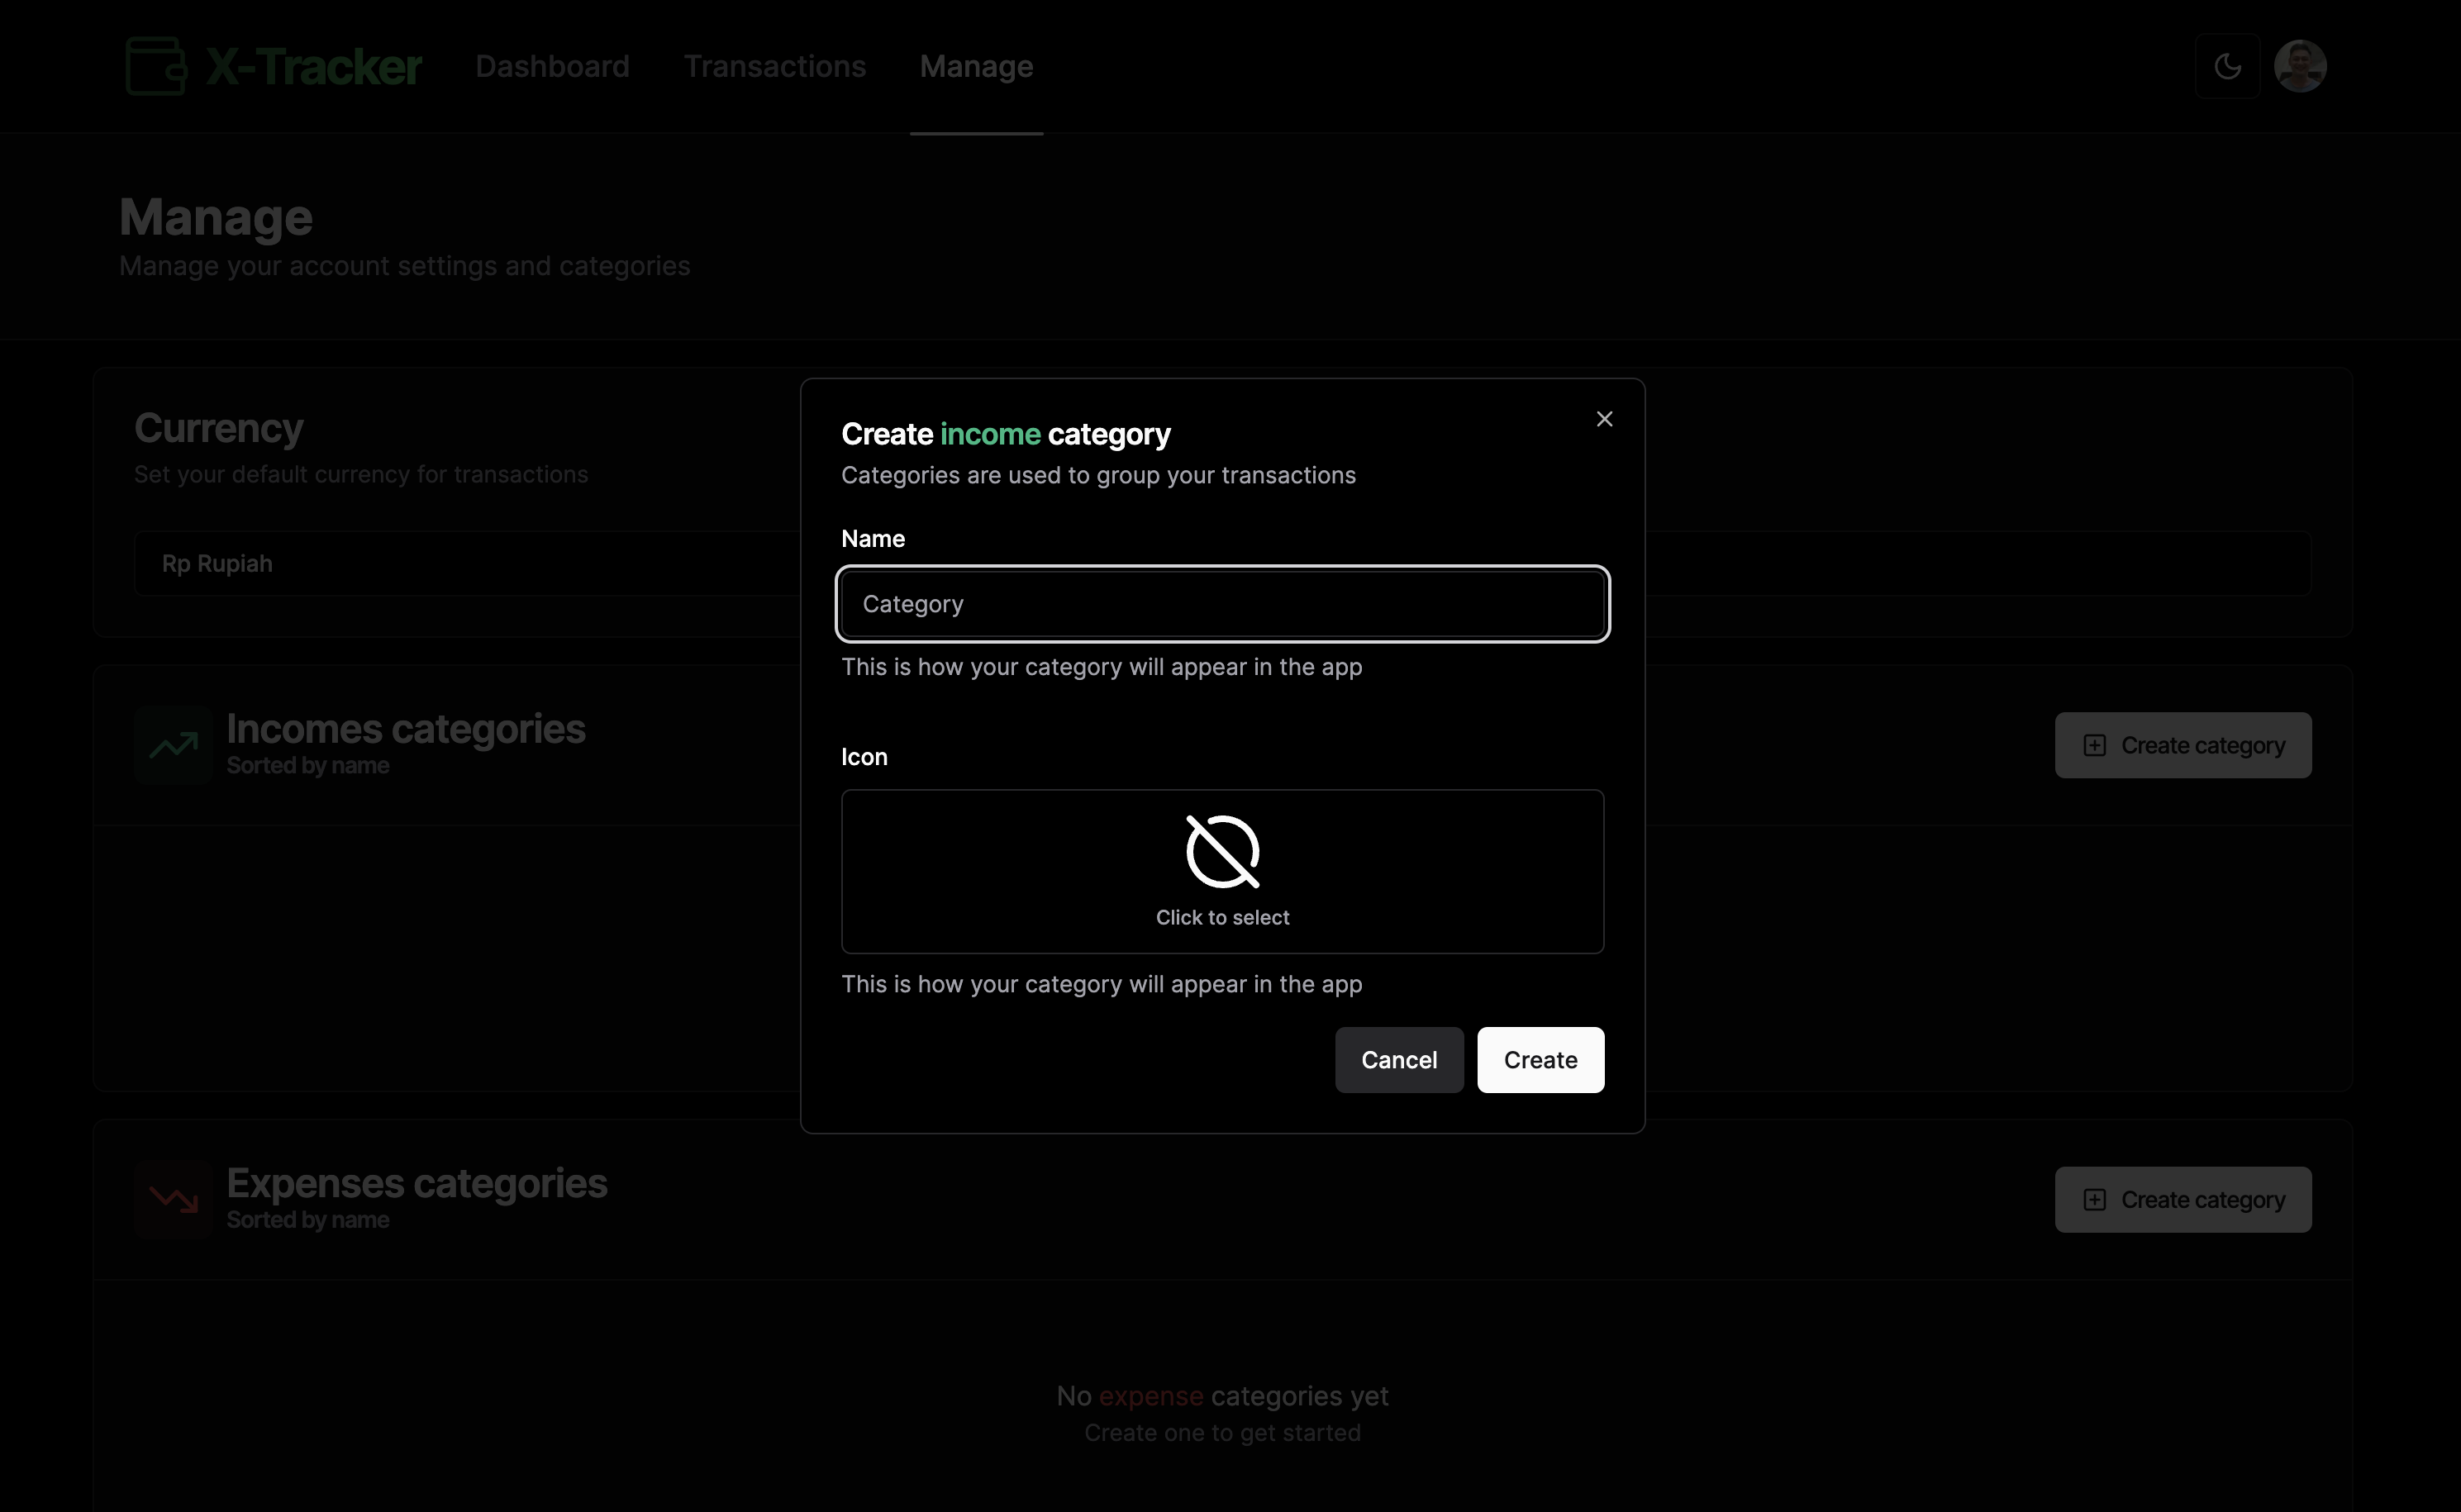 X-Tracker Dashboard Transactions Manage
Manage
Manage your account settings and categories
Currency
Set your default currency for transactions
Rp Rupiah
Incomes categories
Sorted by name
Create category
Create income category
Categories are used to group your transactions
Name
Category
This is how your category will appear in the app
Icon
Click to select
This is how your category will appear in the app
Cancel Create
Expenses categories
Sorted by name
Create category
No expense categories yet
Create one to get started